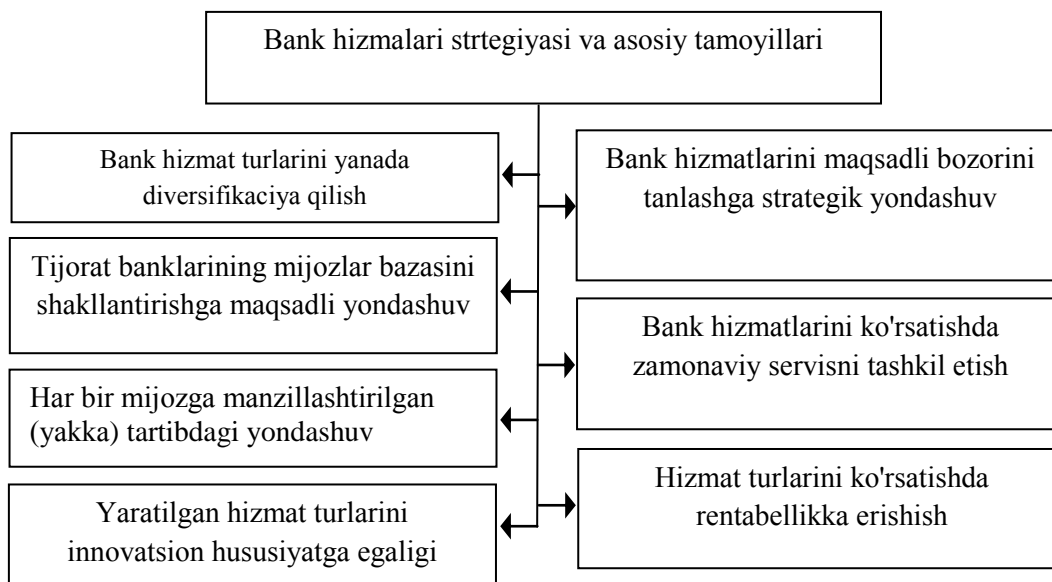 Bank hizmalari strtegiyasi va asosiy tamoyillari
Bank hizmat turlarini yanada
diversifikaciya qilish
Tijorat banklarining mijozlar bazasini
shakllantirishga maqsadli yondashuv
Har bir mijozga manzillashtirilgan
(yakka) tartibdagi yondashuv
Yaratilgan hizmat turlarini
innovatsion hususiyatga egaligi
Bank hizmatlarini maqsadli bozorini
tanlashga strategik yondashuv
Bank hizmatlarini ko'rsatishda
zamonaviy servisni tashkil etish
Hizmat turlarini ko'rsatishda
rentabellikka erishish